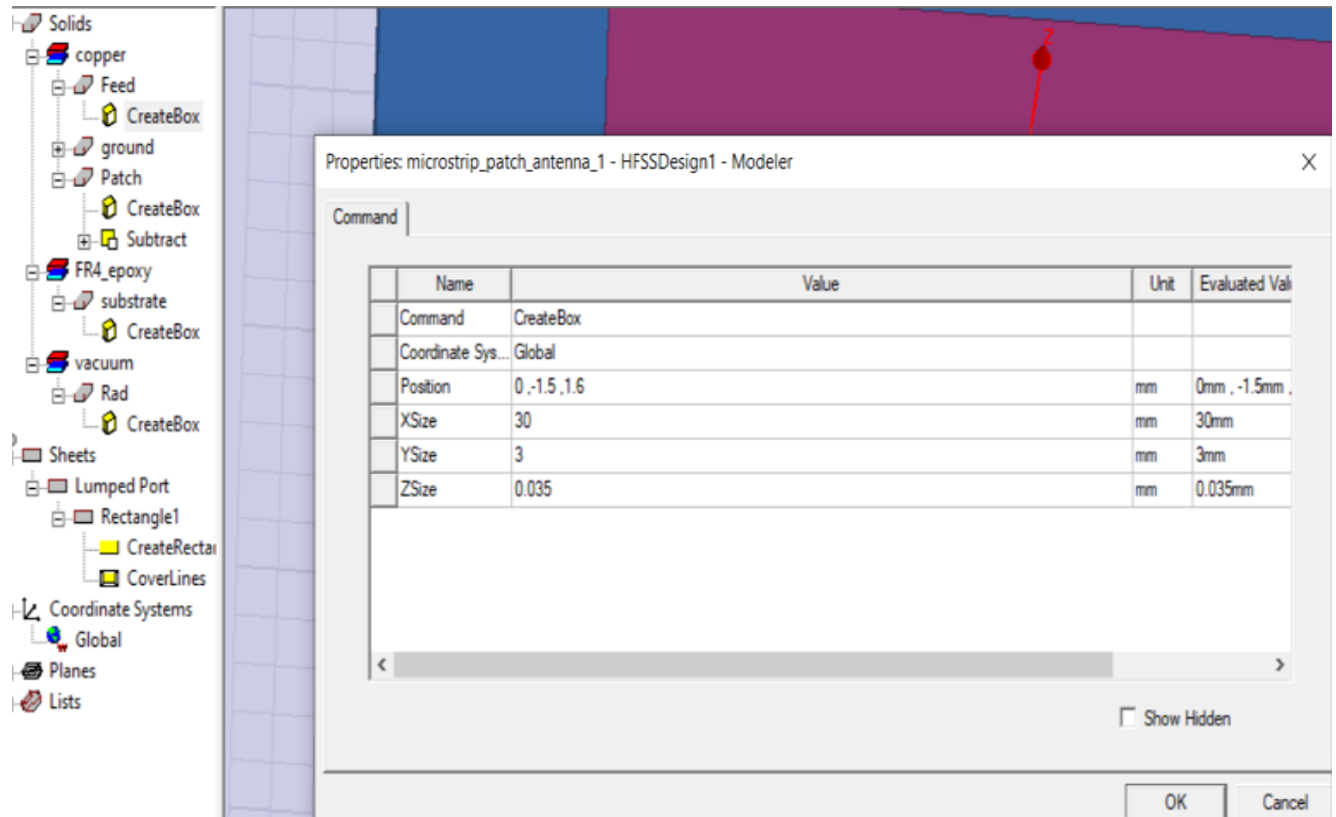 Solids
copper
Feed
CreateBox
ground
Patch
CreateBox
Subtract
FR4_epoxy
substrate
CreateBox
vacuum
Rad
CreateBox
Sheets
Lumped Port
Rectangle1
CreateRecta
CoverLines
Coordinate Systems
Global
Planes
Lists
Z
Properties: microstrip_patch_antenna_1 - HFSSDesign1 - Modeler
Command
Name Value Unit Evaluated Val
Command CreateBox
Coordinate Sys... Global
Position 0 ,-1.5 ,1.6 mm 0mm , -1.5mm ,
XSize 30 mm 30mm
YSize 3 mm 3mm
ZSize 0.035 mm 0.035mm
Show Hidden
OK Cancel